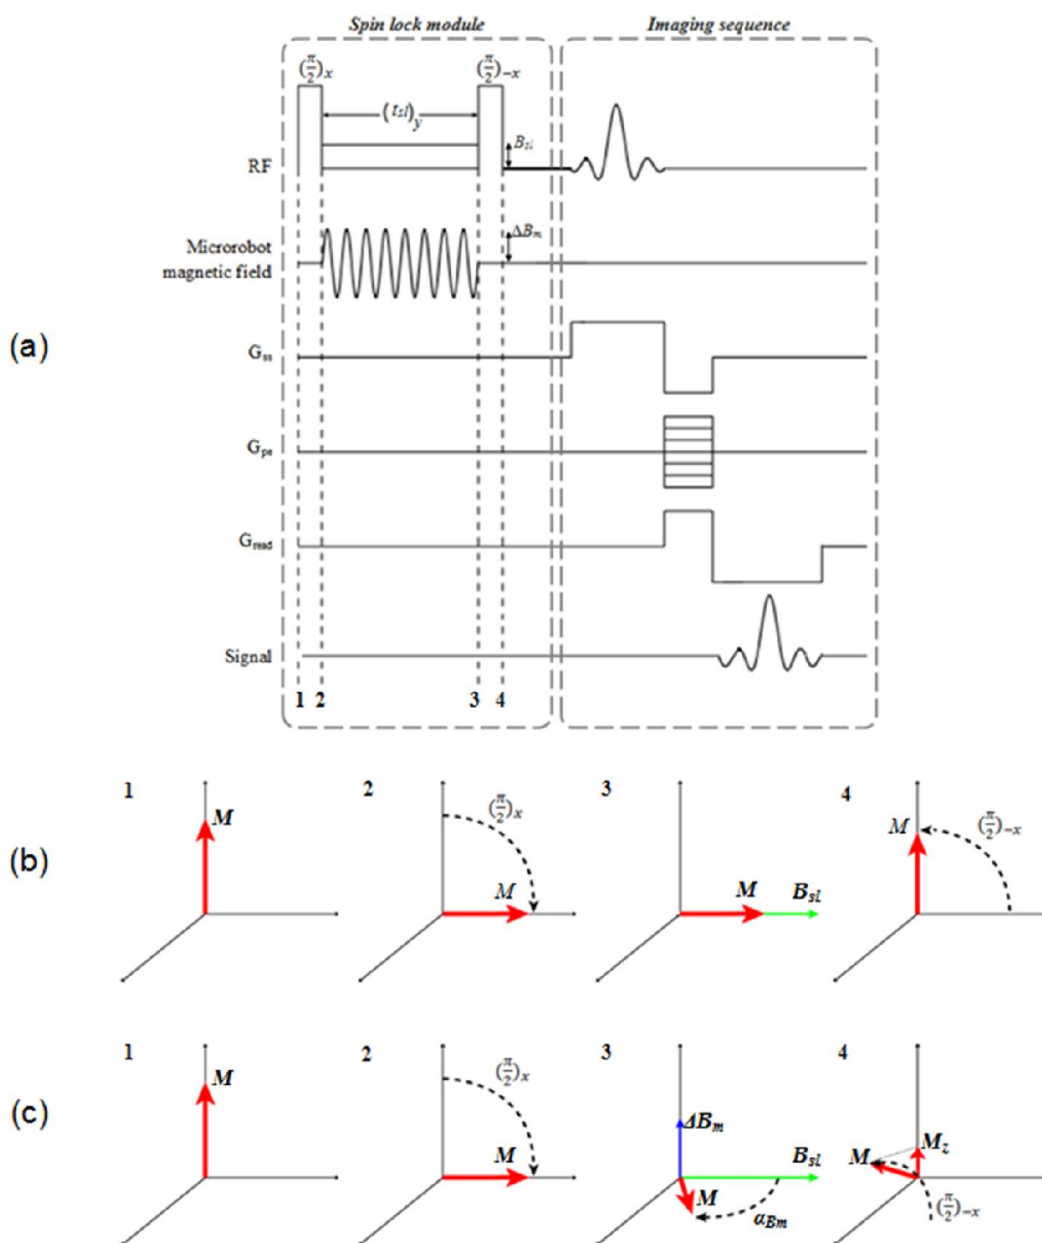 Spin lock module
Imaging sequence
(π/2)x
(π/2)−x
(tsl)y
Bsl
RF
ΔBm
Microrobot
magnetic field
(a)
Gss
Gpe
Gread
Signal
1 2 3 4
(b)
1
M
2
(π/2)x
M
3
M
Bsl
4
M
(π/2)−x
(c)
1
M
2
(π/2)x
M
3
ΔBm
Bsl
M
αBm
4
M
Mz
(π/2)−x